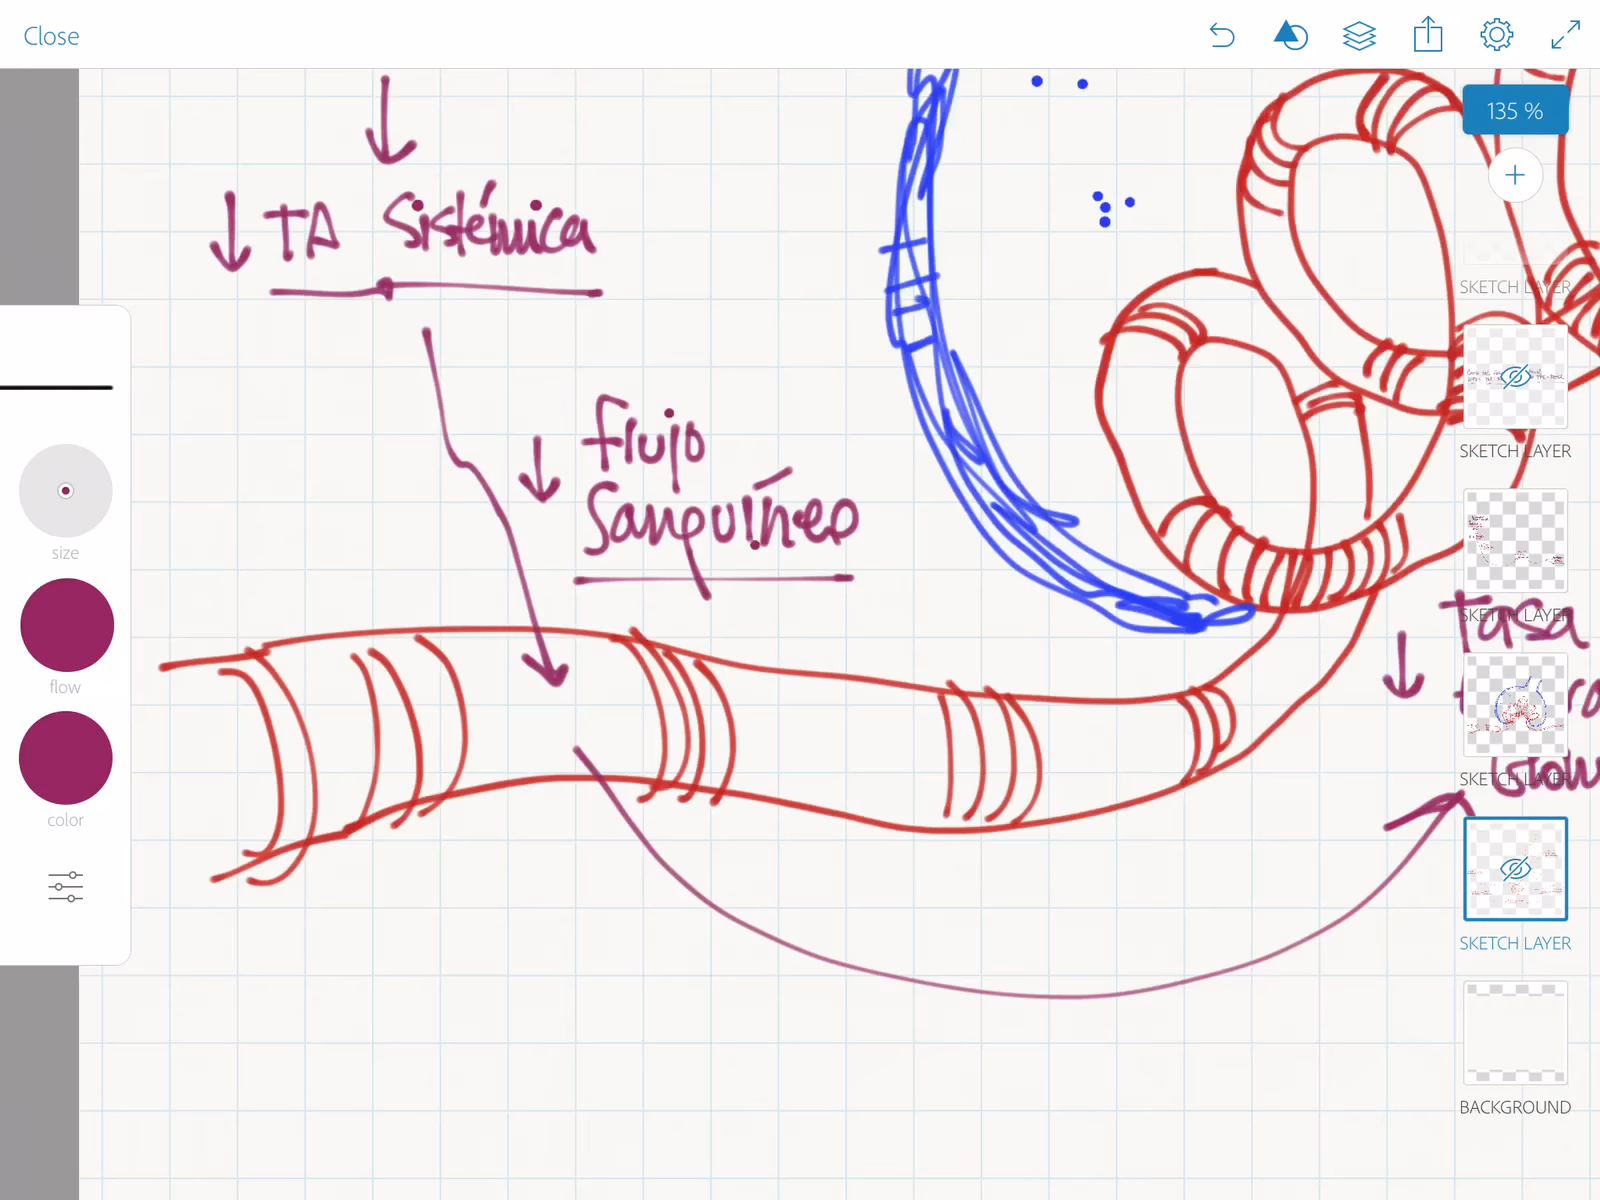 Close
135 %
↓ TA Sistémica
SKETCH LAYER
↓ flujo
Sanguíneo
SKETCH LAYER
size
SKETCH LAYER
↓ Tasa
flow
SKETCH LAYER
color
SKETCH LAYER
BACKGROUND